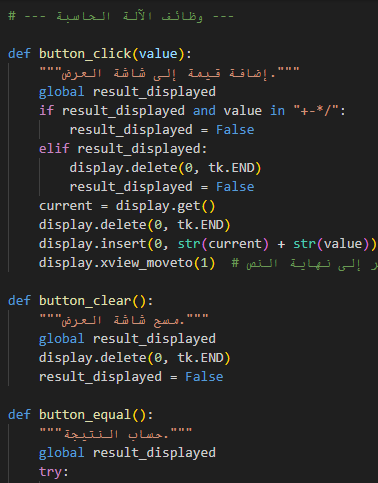 # --- وظائف الآلة الحاسبة ---
def button_click(value):
"""إضافة قيمة إلى شاشة العرض."""
global result_displayed
if result_displayed and value in "+-*/":
result_displayed = False
elif result_displayed:
display.delete(0, tk.END)
result_displayed = False
current = display.get()
display.delete(0, tk.END)
display.insert(0, str(current) + str(value))
display.xview_moveto(1) # إلى نهاية النص
def button_clear():
"""مسح شاشة العرض."""
global result_displayed
display.delete(0, tk.END)
result_displayed = False
def button_equal():
"""حساب النتيجة."""
global result_displayed
try: